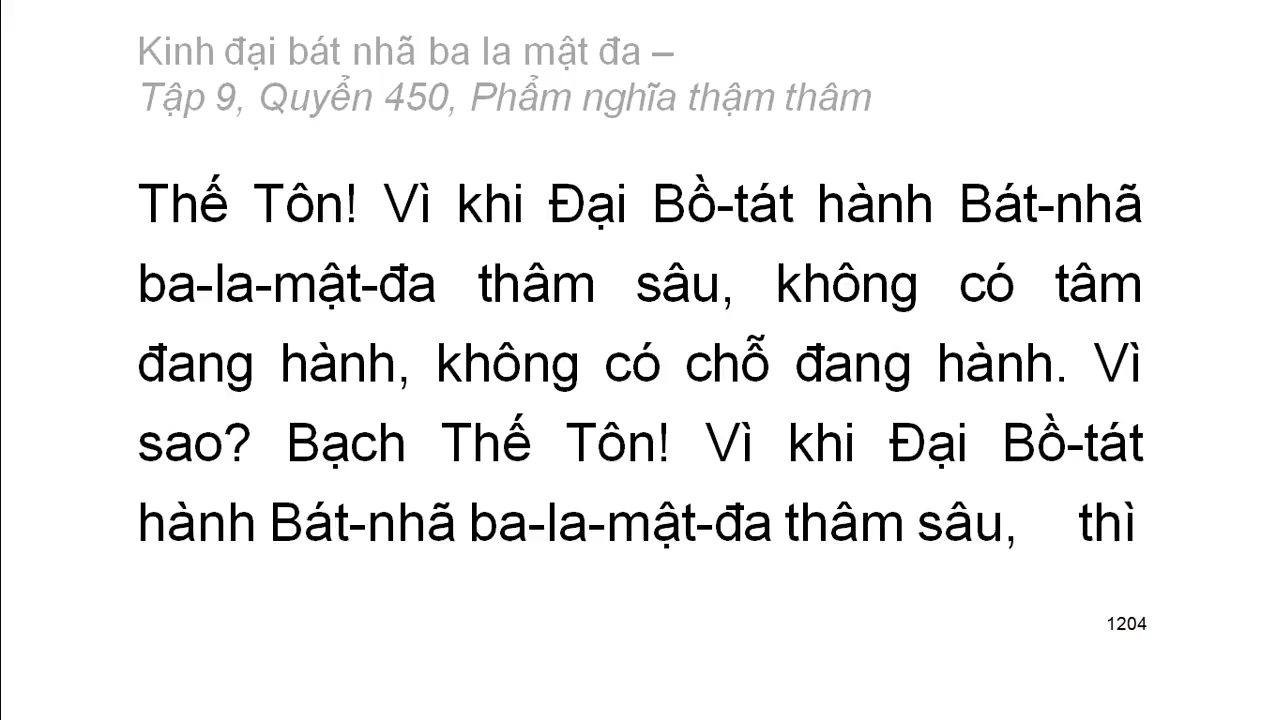 Kinh đại bát nhã ba la mật đa –
Tập 9, Quyển 450, Phẩm nghĩa thậm thâm
Thế Tôn! Vì khi Đại Bồ-tát hành Bát-nhã
ba-la-mật-đa thâm sâu, không có tâm
đang hành, không có chỗ đang hành. Vì
sao? Bạch Thế Tôn! Vì khi Đại Bồ-tát
hành Bát-nhã ba-la-mật-đa thâm sâu, thì
1204